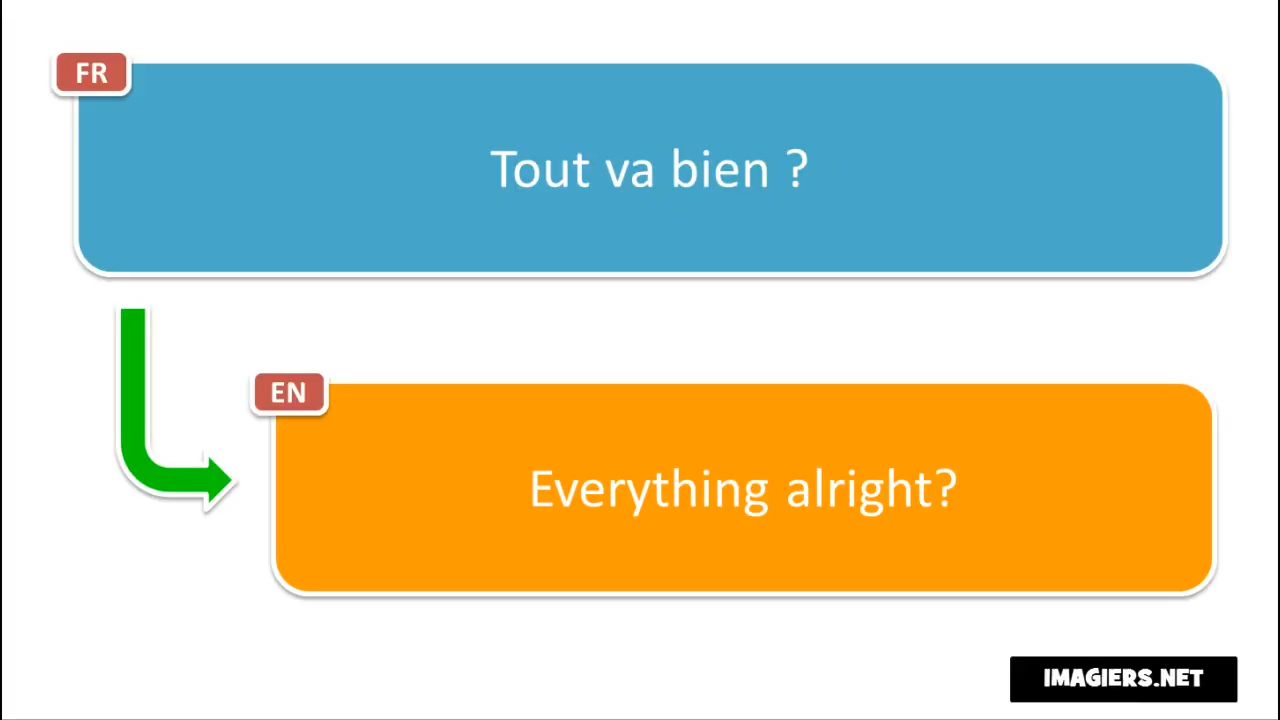 FR
Tout va bien ?
EN
Everything alright?
IMAGIERS.NET